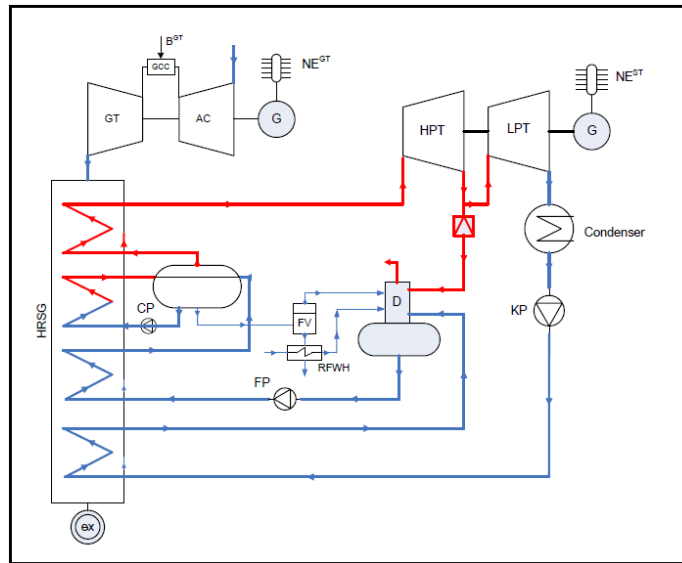 B^GT
GCC
NE^GT
NE^ST
GT
AC
G
HPT
LPT
G
Condenser
CP
D
FV
KP
RFWH
FP
HRSG
ex